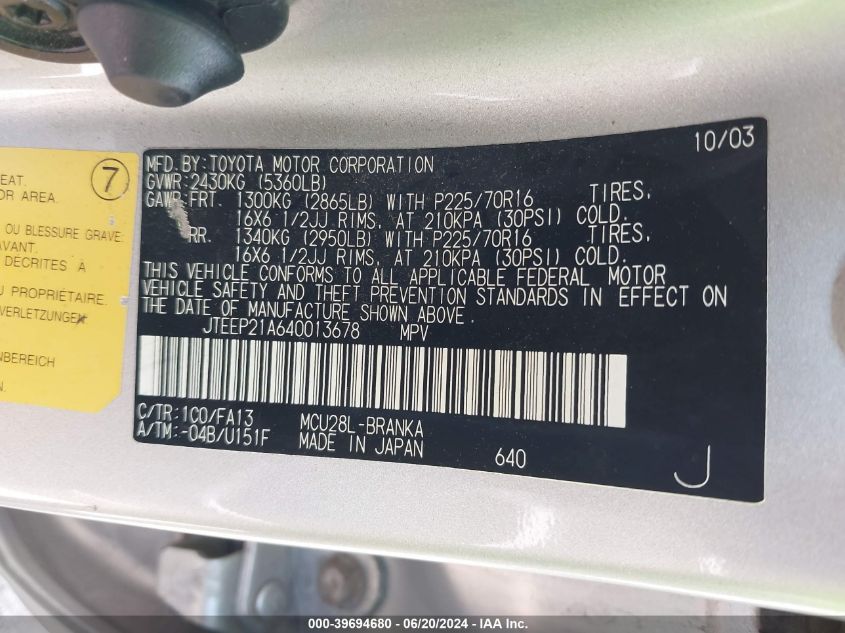 EAT.
OR AREA.
7
OU BLESSURE GRAVE
AVANT.
DÉCRITES À
U PROPRIÉTAIRE.
VERLETZUNGEN
NBEREICH
N.
10/03
MFD. BY: TOYOTA MOTOR CORPORATION
GVWR: 2430KG (5360LB)
GAWR: FRT. 1300KG (2865LB) WITH P225/70R16 TIRES,
16X6 1/2JJ RIMS, AT 210KPA (30PSI) COLD.
RR. 1340KG (2950LB) WITH P225/70R16 TIRES,
16X6 1/2JJ RIMS, AT 210KPA (30PSI) COLD.
THIS VEHICLE CONFORMS TO ALL APPLICABLE FEDERAL MOTOR
VEHICLE SAFETY AND THEFT PREVENTION STANDARDS IN EFFECT ON
THE DATE OF MANUFACTURE SHOWN ABOVE.
JTEEP21A640013678 MPV
C/TR: 1C0/FA13 MCU28L-BRANKA
A/TM: -04B/U151F MADE IN JAPAN 640
J
000-39694680 / 06/20/2024 - IAA Inc.